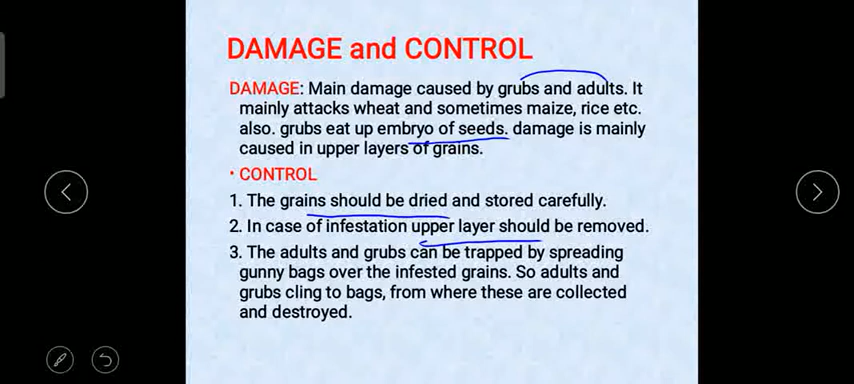 DAMAGE and CONTROL
DAMAGE: Main damage caused by grubs and adults. It
mainly attacks wheat and sometimes maize, rice etc.
also. grubs eat up embryo of seeds. damage is mainly
caused in upper layers of grains.
• CONTROL
1. The grains should be dried and stored carefully.
2. In case of infestation upper layer should be removed.
3. The adults and grubs can be trapped by spreading
gunny bags over the infested grains. So adults and
grubs cling to bags, from where these are collected
and destroyed.